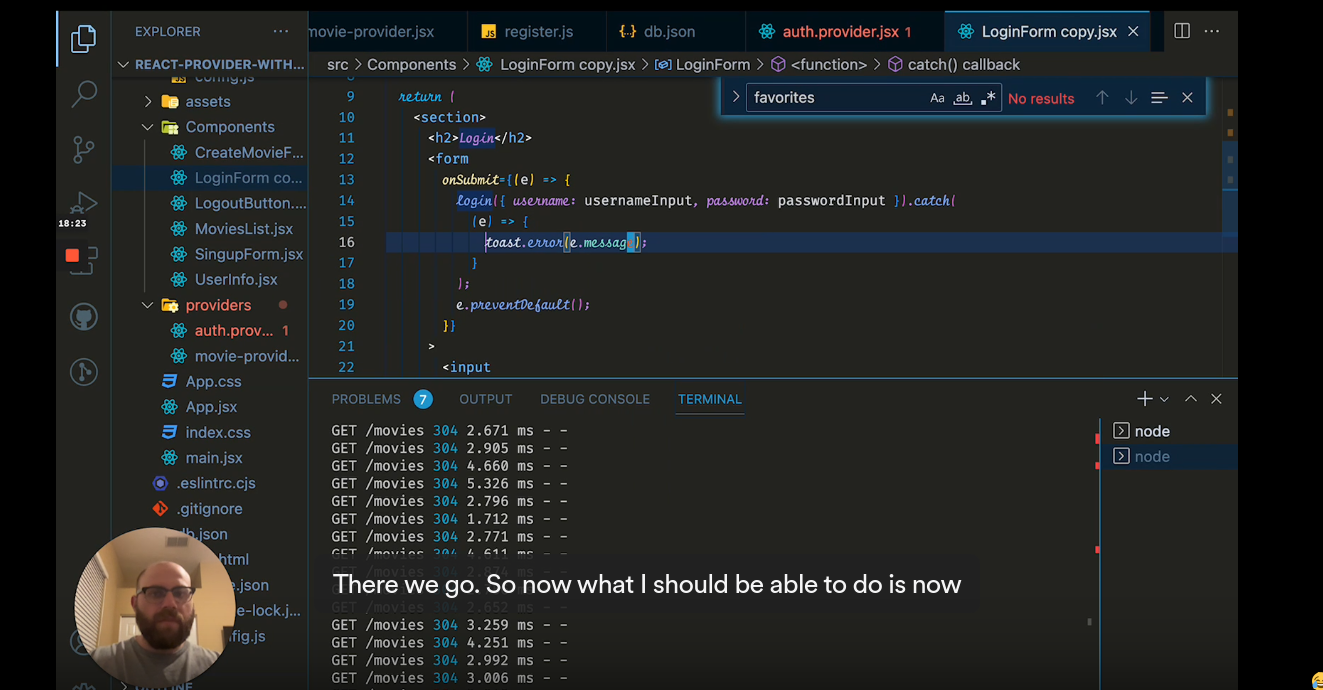 EXPLORER
REACT-PROVIDER-WITH...
config.js
assets
Components
CreateMovieF...
LoginForm co...
LogoutButton....
MoviesList.jsx
SingupForm.jsx
UserInfo.jsx
providers
auth.prov... 1
movie-provid...
App.css
App.jsx
index.css
main.jsx
.eslintrc.cjs
.gitignore
db.json
html
e.json
e-lock.j...
fig.js
OUTLINE
18:23
movie-provider.jsx
JS register.js
{..} db.json
auth.provider.jsx 1
LoginForm copy.jsx
src > Components > LoginForm copy.jsx > LoginForm > <function> > catch() callback
favorites
Aa ab .*
No results
9 return (
10 <section>
11 <h2>Login</h2>
12 <form
13 onSubmit={(e) => {
14 login({ username: usernameInput, password: passwordInput }).catch(
15 (e) => {
16 toast.error(e.message);
17 }
18 );
19 e.preventDefault();
20 }}
21 >
22 <input
PROBLEMS 7 OUTPUT DEBUG CONSOLE TERMINAL
GET /movies 304 2.671 ms - -
GET /movies 304 2.905 ms - -
GET /movies 304 4.660 ms - -
GET /movies 304 5.326 ms - -
GET /movies 304 2.796 ms - -
GET /movies 304 1.712 ms - -
GET /movies 304 2.771 ms - -
GET /movies 304 4.611 ms - -
There we go. So now what I should be able to do is now
GET /movies 304 2.652 ms - -
GET /movies 304 3.259 ms - -
GET /movies 304 4.251 ms - -
GET /movies 304 2.992 ms - -
GET /movies 304 3.006 ms - -
node
node